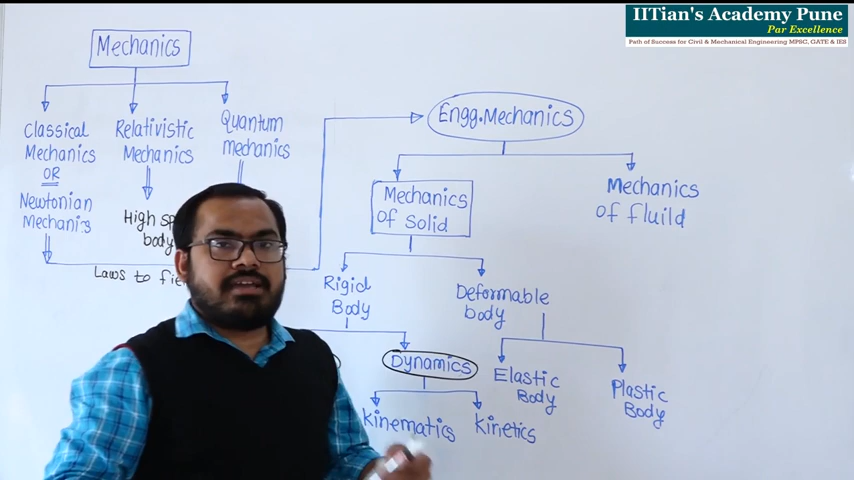 IITian's Academy Pune
Par Excellence
Path of Success for Civil & Mechanical Engineering MPSC, GATE & IES
Mechanics
Classical
Mechanics
OR
Newtonian
Mechanics
Relativistic
Mechanics
High
body
Quantum
mechanics
Laws to
Engg.Mechanics
Mechanics
of Solid
Mechanics
of fluild
Rigid
Body
Deformable
body
Dynamics
Elastic
Body
Plastic
Body
Kinematics
Kinetics